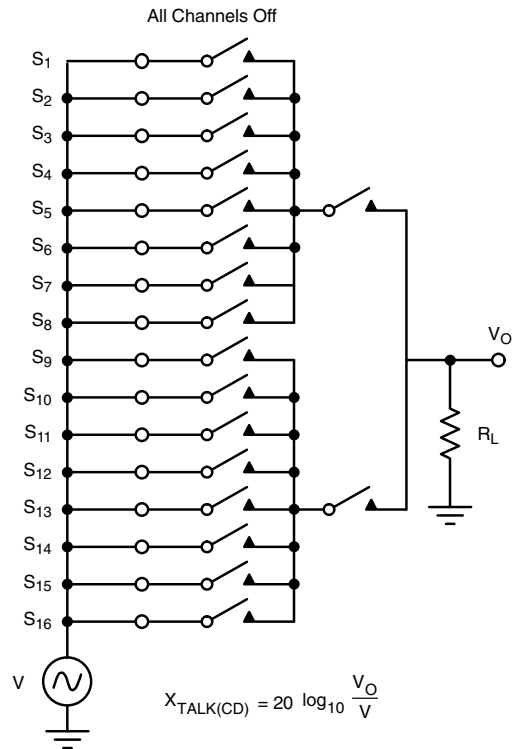 All Channels Off
S1
S2
S3
S4
S5
S6
S7
S8
S9
S10
S11
S12
S13
S14
S15
S16
VO
RL
V
XTALK(CD) = 20 log10 VO/V